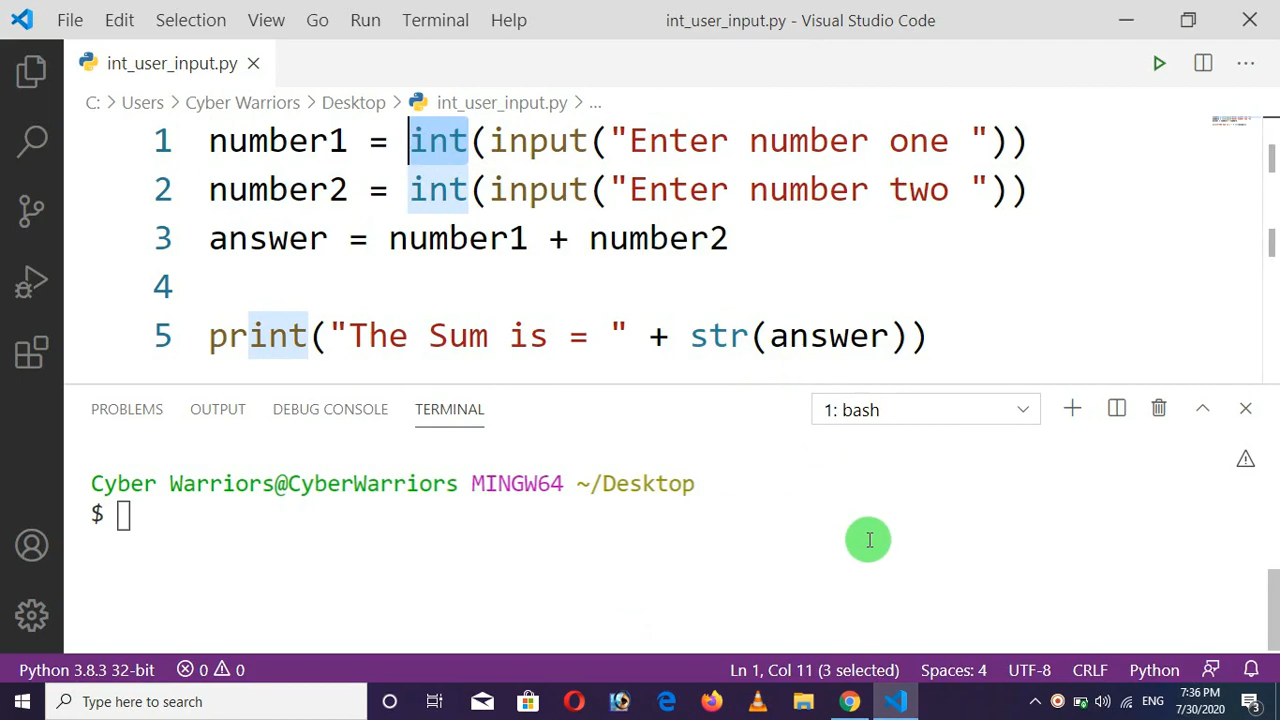 File Edit Selection View Go Run Terminal Help int_user_input.py - Visual Studio Code
int_user_input.py
C: > Users > Cyber Warriors > Desktop > int_user_input.py > ...
1 number1 = int(input("Enter number one "))
2 number2 = int(input("Enter number two "))
3 answer = number1 + number2
4
5 print("The Sum is = " + str(answer))
PROBLEMS OUTPUT DEBUG CONSOLE TERMINAL 1: bash
Cyber Warriors@CyberWarriors MINGW64 ~/Desktop
$
Python 3.8.3 32-bit 0 0 Ln 1, Col 11 (3 selected) Spaces: 4 UTF-8 CRLF Python
Type here to search ENG 7:36 PM
7/30/2020 3